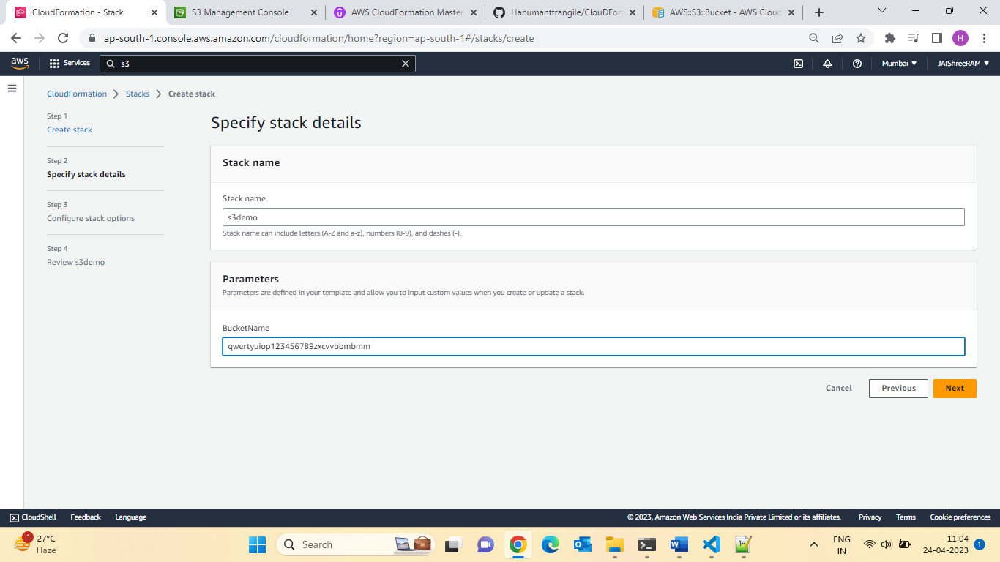 CloudFormation - Stack
S3 Management Console
AWS CloudFormation Master
Hanumanttrangile/ClouDForm
AWS::S3::Bucket - AWS Cloud
ap-south-1.console.aws.amazon.com/cloudformation/home?region=ap-south-1#/stacks/create
H
aws
Services
s3
Mumbai ▼
JAIShreeRAM ▼
CloudFormation > Stacks > Create stack
Step 1
Create stack
Step 2
Specify stack details
Step 3
Configure stack options
Step 4
Review s3demo
Specify stack details
Stack name
Stack name
s3demo
Stack name can include letters (A-Z and a-z), numbers (0-9), and dashes (-).
Parameters
Parameters are defined in your template and allow you to input custom values when you create or update a stack.
BucketName
qwertyuiop123456789zxcvvbbmbmm
Cancel
Previous
Next
CloudShell
Feedback
Language
© 2023, Amazon Web Services India Private Limited or its affiliates.
Privacy
Terms
Cookie preferences
1
27°C
Haze
Search
ENG
IN
11:04
24-04-2023
1